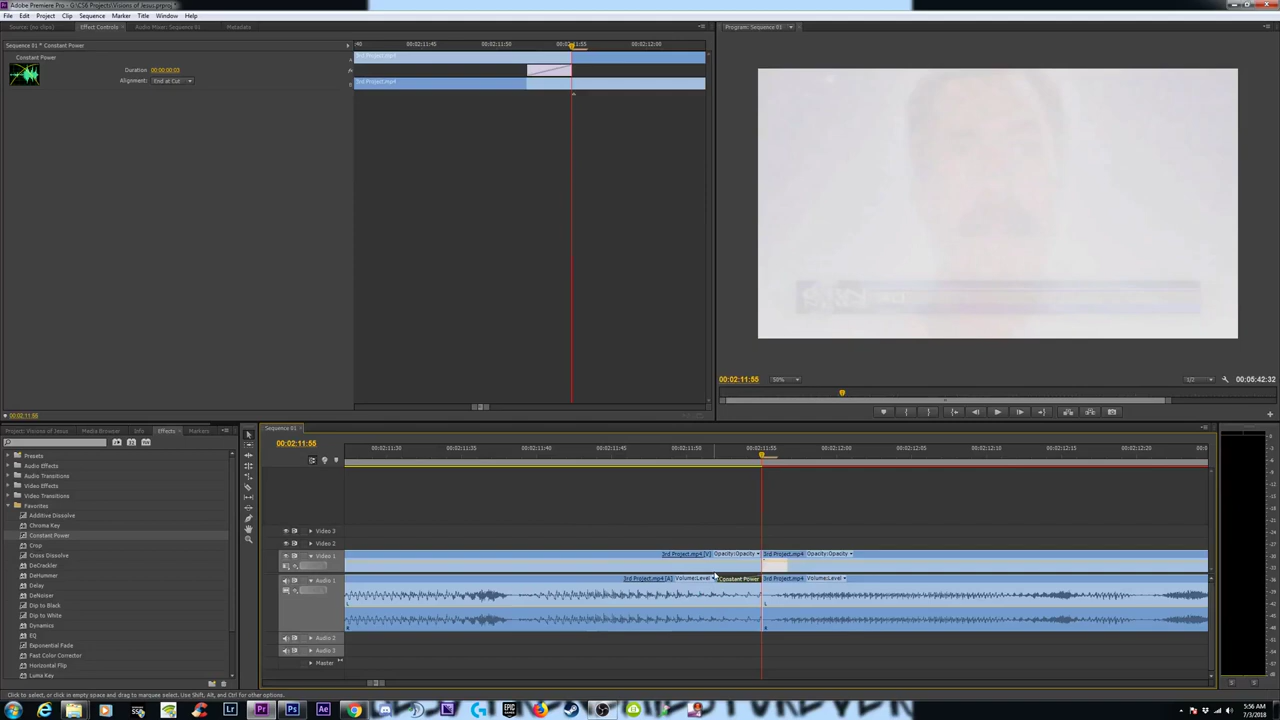 Adobe Premiere Pro - G:\CS6 Projects\Visions of Jesus.prproj *
File Edit Project Clip Sequence Marker Title Window Help
Source: (no clips) Effect Controls Audio Mixer: Sequence 01 Metadata
Program: Sequence 01
Sequence 01 * Constant Power
Constant Power
Duration 00:00:00:03
Alignment: End at Cut
:40 00:02:11:45 00:02:11:50 00:02:11:55 00:02:12:00
3rd Project.mp4
3rd Project.mp4
00:02:11:55 50% 1/2 00:05:42:32
00:02:11:55
Project: Visions of Jesus Media Browser Info Effects Markers
Sequence 01
00:02:11:55
00:02:11:30 00:02:11:35 00:02:11:40 00:02:11:45 00:02:11:50 00:02:11:55 00:02:12:00 00:02:12:05 00:02:12:10 00:02:12:15 00:02:12:20 00:0
Presets
Audio Effects
Audio Transitions
Video Effects
Video Transitions
Favorites
Additive Dissolve
Chroma Key
Constant Power
Crop
Cross Dissolve
DeCrackler
DeHummer
Delay
DeNoiser
Dip to Black
Dip to White
Dynamics
EQ
Exponential Fade
Fast Color Corrector
Horizontal Flip
Luma Key
Video 3
Video 2
Video 1
3rd Project.mp4 [V] Opacity:Opacity 3rd Project.mp4 Opacity:Opacity
Audio 1
3rd Project.mp4 [A] Volume:Level Constant Power 3rd Project.mp4 Volume:Level
L
R
Audio 2
Audio 3
Master
Click to select, or click in empty space and drag to marquee select. Use Shift, Alt, and Ctrl for other options.
5:56 AM
7/3/2018